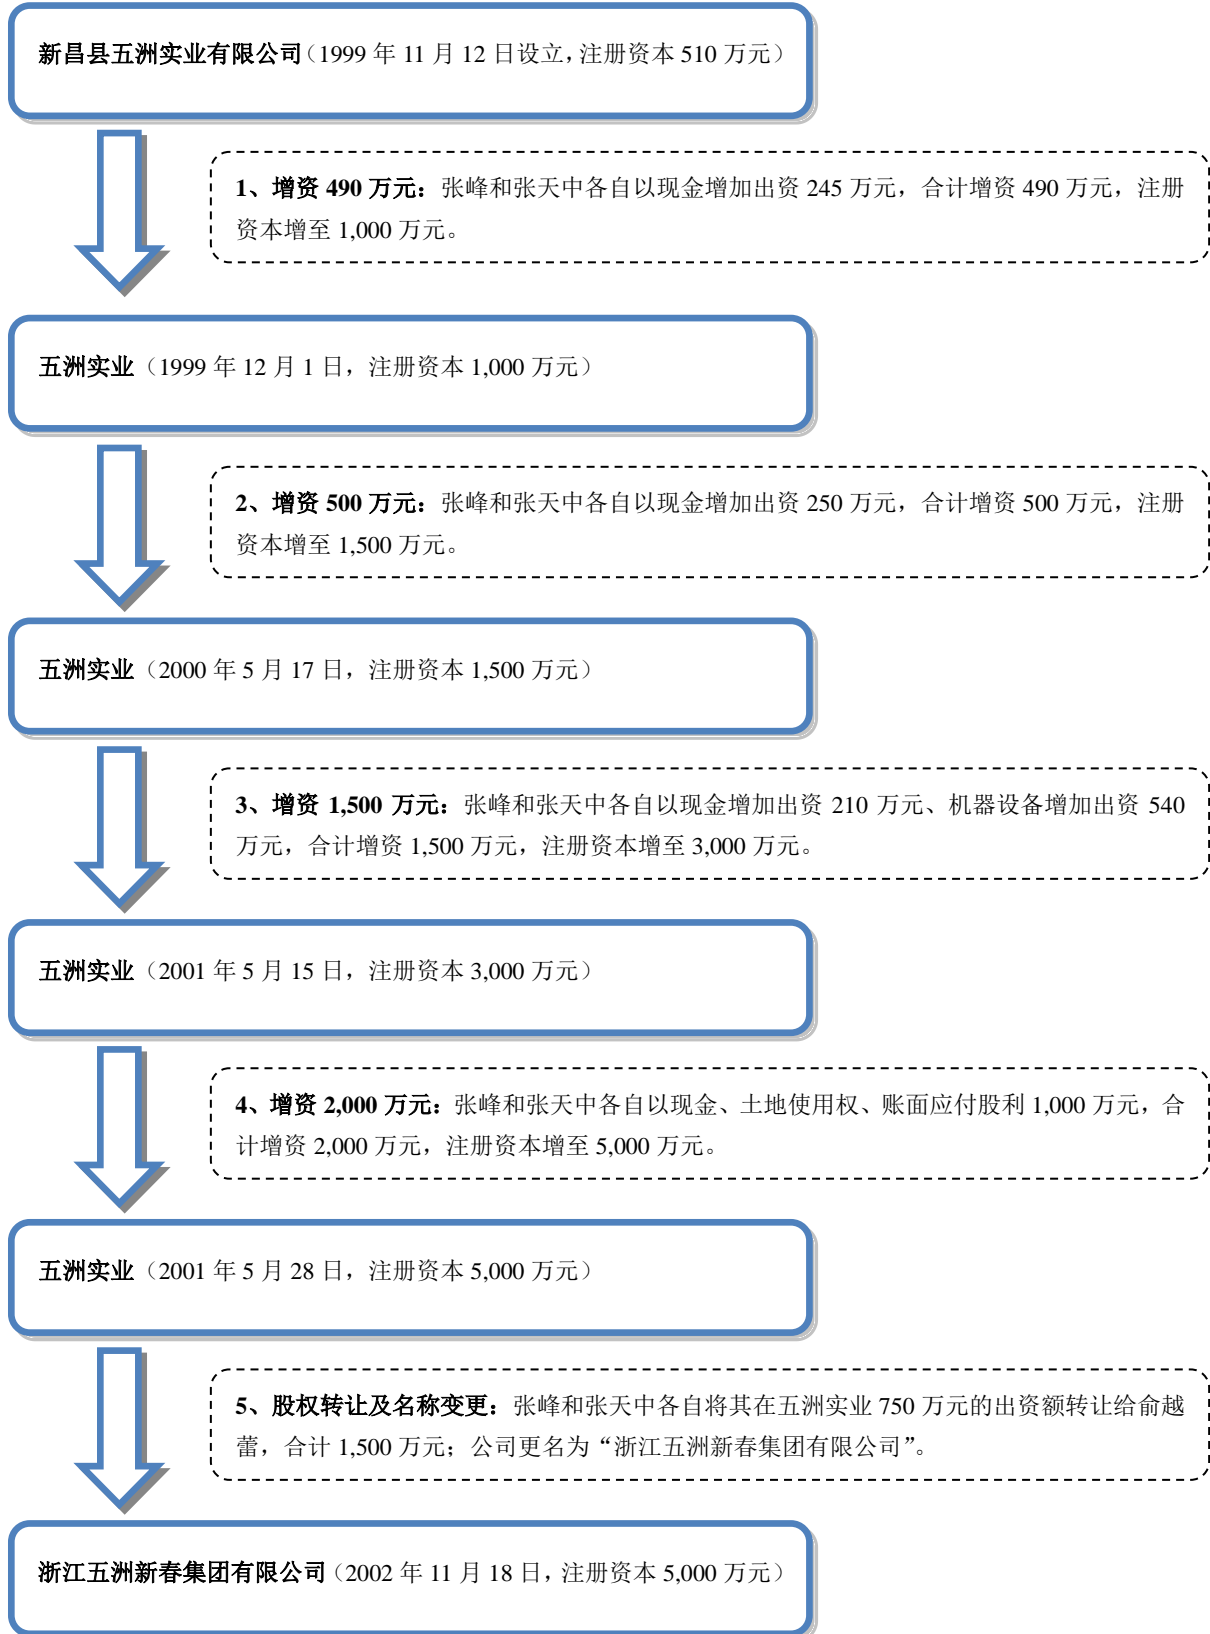 新昌县五洲实业有限公司（1999 年 11 月 12 日设立，注册资本 510 万元）
1、增资 490 万元：张峰和张天中各自以现金增加出资 245 万元，合计增资 490 万元，注册
资本增至 1,000 万元。
五洲实业（1999 年 12 月 1 日，注册资本 1,000 万元）
2、增资 500 万元：张峰和张天中各自以现金增加出资 250 万元，合计增资 500 万元，注册
资本增至 1,500 万元。
五洲实业（2000 年 5 月 17 日，注册资本 1,500 万元）
3、增资 1,500 万元：张峰和张天中各自以现金增加出资 210 万元、机器设备增加出资 540
万元，合计增资 1,500 万元，注册资本增至 3,000 万元。
五洲实业（2001 年 5 月 15 日，注册资本 3,000 万元）
4、增资 2,000 万元：张峰和张天中各自以现金、土地使用权、账面应付股利 1,000 万元，合
计增资 2,000 万元，注册资本增至 5,000 万元。
五洲实业（2001 年 5 月 28 日，注册资本 5,000 万元）
5、股权转让及名称变更：张峰和张天中各自将其在五洲实业 750 万元的出资额转让给俞越
蕾，合计 1,500 万元；公司更名为“浙江五洲新春集团有限公司”。
浙江五洲新春集团有限公司（2002 年 11 月 18 日，注册资本 5,000 万元）